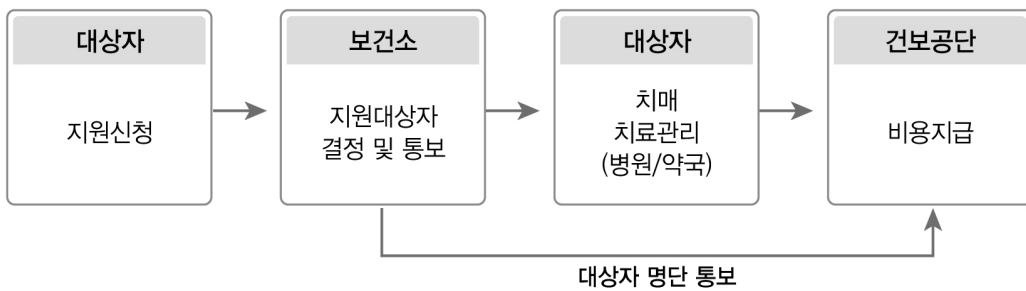 대상자
지원신청
보건소
지원대상자
결정 및 통보
대상자
치매
치료관리
(병원/약국)
건보공단
비용지급
대상자 명단 통보